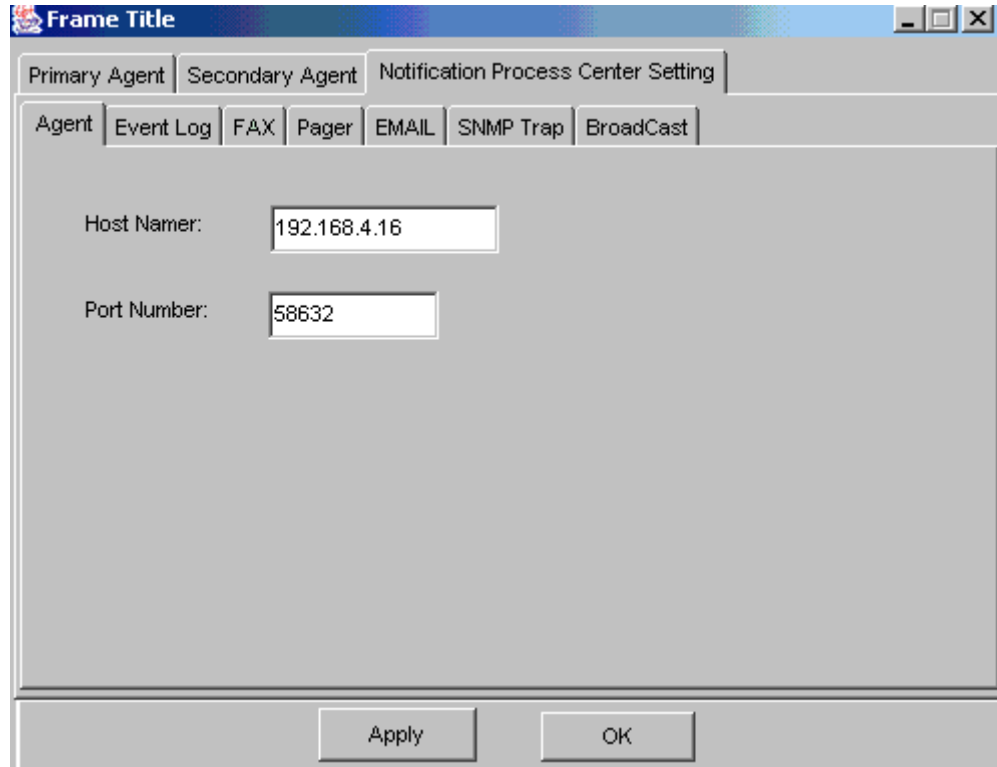 Frame Title
Primary Agent Secondary Agent Notification Process Center Setting
Agent Event Log FAX Pager EMAIL SNMP Trap BroadCast
Host Namer: 192.168.4.16
Port Number: 58632
Apply OK